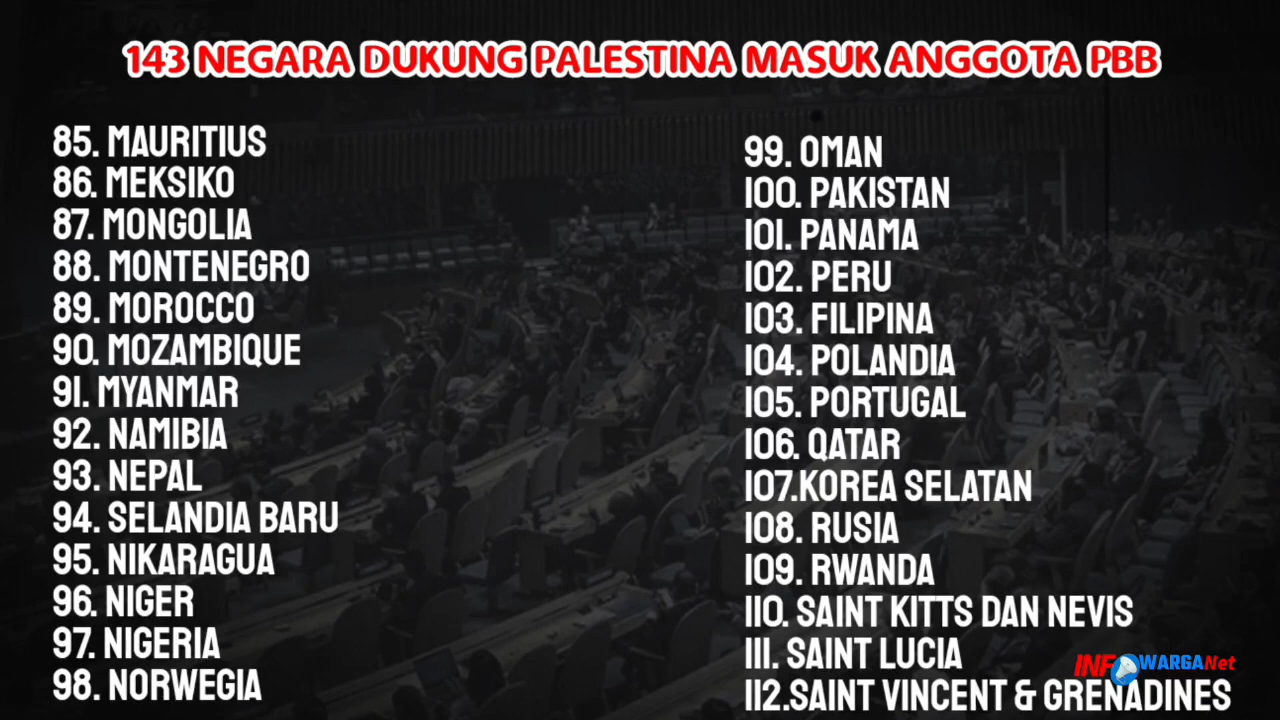 143 NEGARA DUKUNG PALESTINA MASUK ANGGOTA PBB
85. MAURITIUS
86. MEKSIKO
87. MONGOLIA
88. MONTENEGRO
89. MOROCCO
90. MOZAMBIQUE
91. MYANMAR
92. NAMIBIA
93. NEPAL
94. SELANDIA BARU
95. NIKARAGUA
96. NIGER
97. NIGERIA
98. NORWEGIA
99. OMAN
100. PAKISTAN
101. PANAMA
102. PERU
103. FILIPINA
104. POLANDIA
105. PORTUGAL
106. QATAR
107.KOREA SELATAN
108. RUSIA
109. RWANDA
110. SAINT KITTS DAN NEVIS
111. SAINT LUCIA
112.SAINT VINCENT & GRENADINES
INFOWARGANet